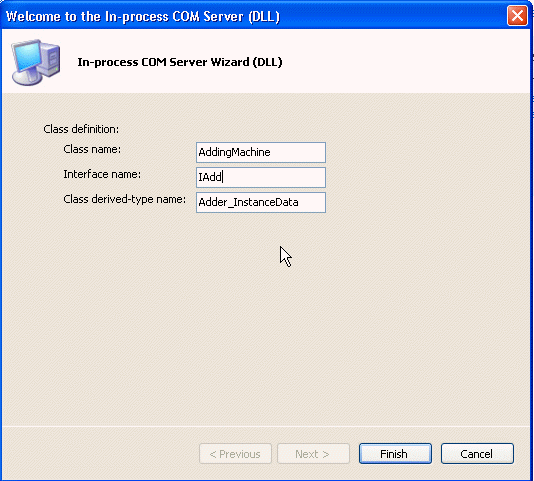 Welcome to the In-process COM Server (DLL)
In-process COM Server Wizard (DLL)
Class definition:
Class name: AddingMachine
Interface name: IAdd
Class derived-type name: Adder_InstanceData
< Previous Next > Finish Cancel